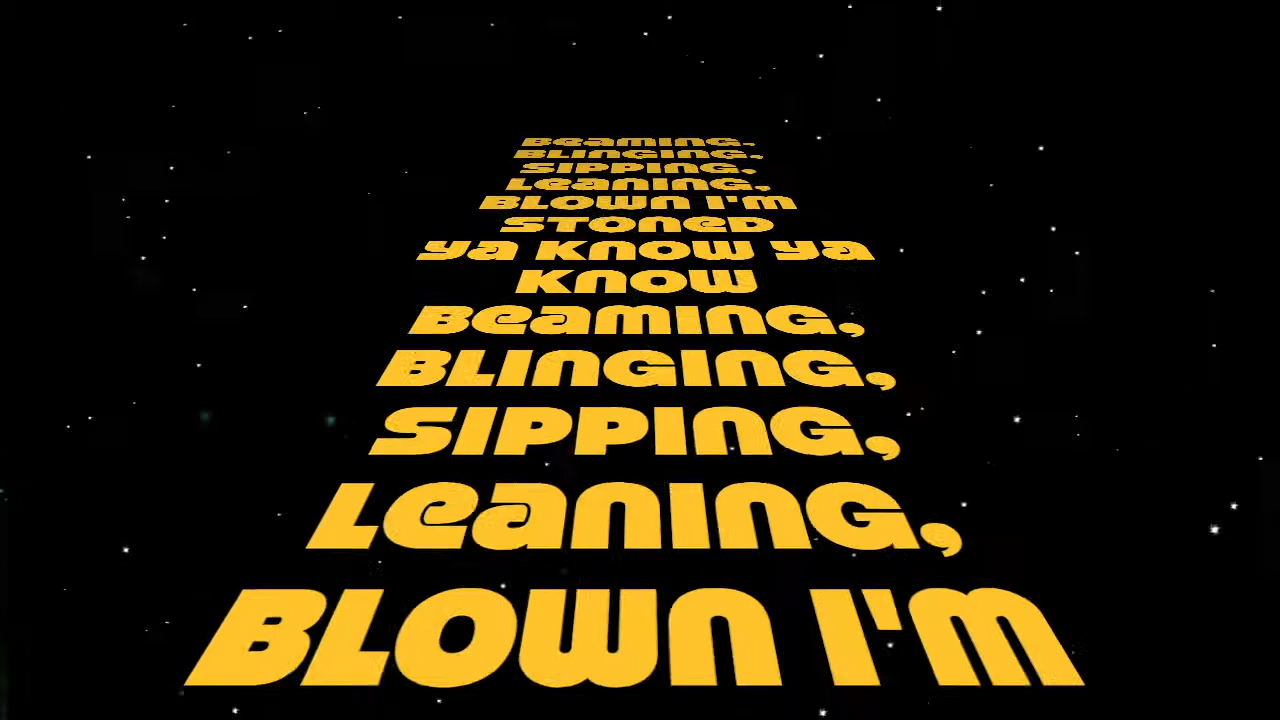 BEAMING,
BLINGING,
SIPPING,
LEANING,
BLOWN I'M
STONED
YA KNOW YA
KNOW
BEAMING,
BLINGING,
SIPPING,
LEANING,
BLOWN I'M